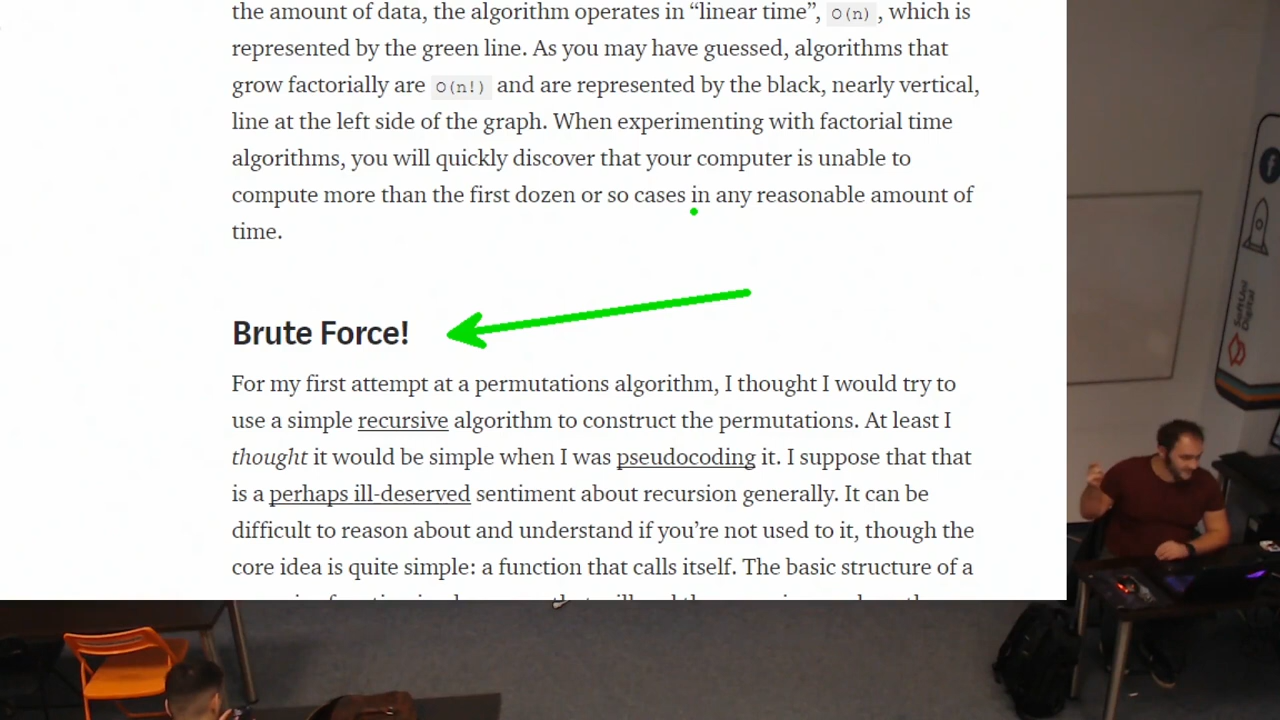 the amount of data, the algorithm operates in “linear time”, O(n), which is
represented by the green line. As you may have guessed, algorithms that
grow factorially are O(n!) and are represented by the black, nearly vertical,
line at the left side of the graph. When experimenting with factorial time
algorithms, you will quickly discover that your computer is unable to
compute more than the first dozen or so cases in any reasonable amount of
time.
Brute Force!
For my first attempt at a permutations algorithm, I thought I would try to
use a simple recursive algorithm to construct the permutations. At least I
thought it would be simple when I was pseudocoding it. I suppose that that
is a perhaps ill-deserved sentiment about recursion generally. It can be
difficult to reason about and understand if you’re not used to it, though the
core idea is quite simple: a function that calls itself. The basic structure of a
SoftUni
Digital